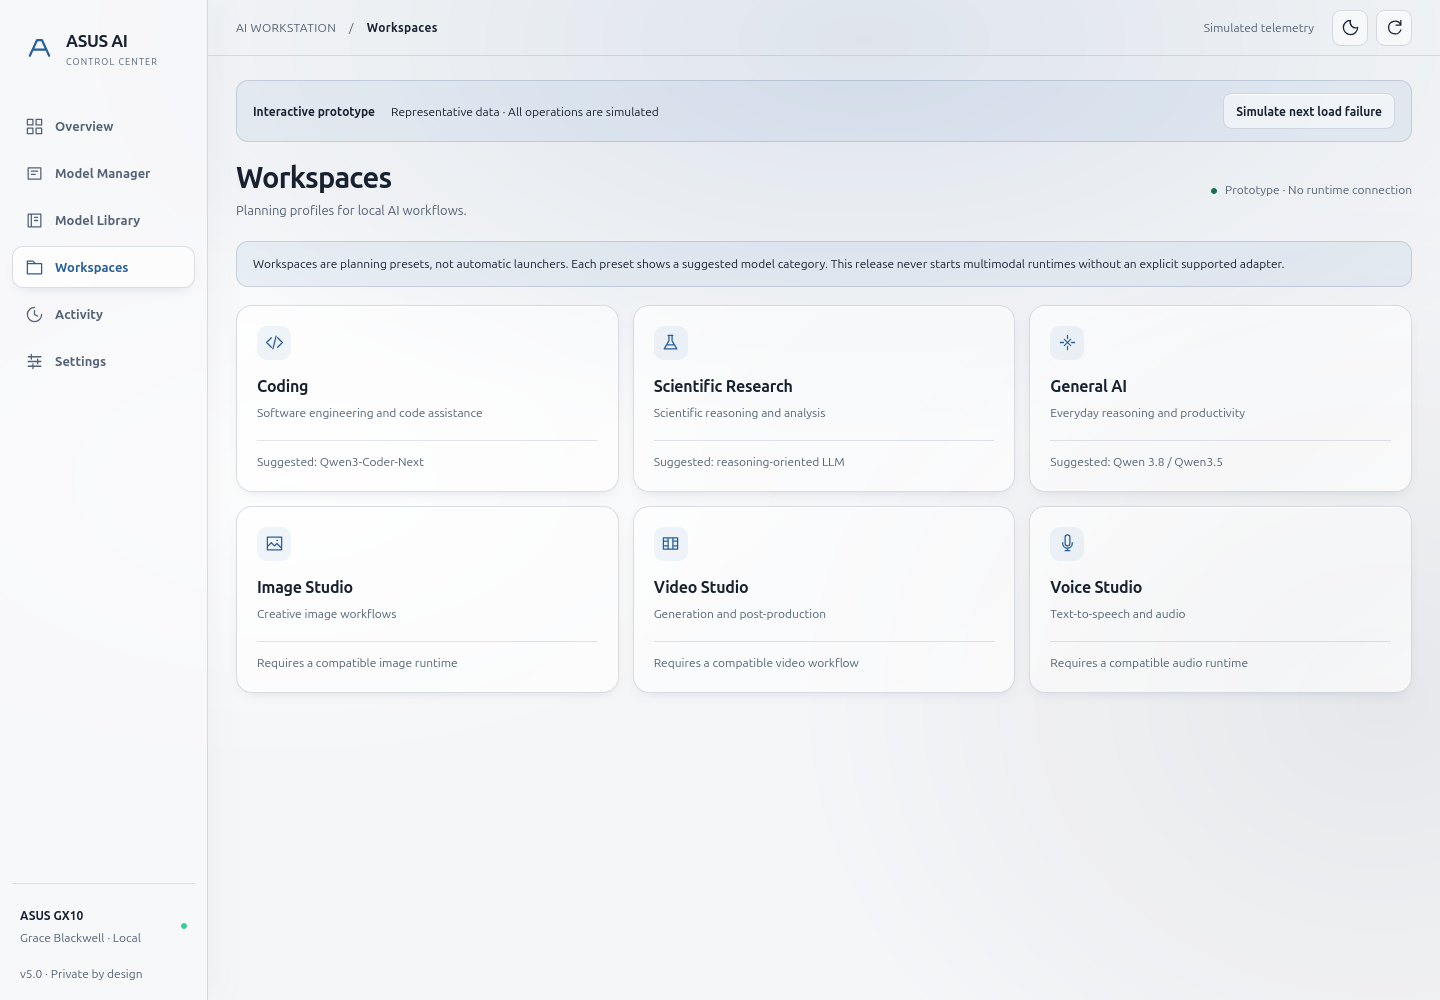 ASUS AI
CONTROL CENTER
Overview
Model Manager
Model Library
Workspaces
Activity
Settings
ASUS GX10
Grace Blackwell · Local
v5.0 · Private by design
AI WORKSTATION / Workspaces
Simulated telemetry
Interactive prototype Representative data · All operations are simulated
Simulate next load failure
Workspaces
Planning profiles for local AI workflows.
Prototype · No runtime connection
Workspaces are planning presets, not automatic launchers. Each preset shows a suggested model category. This release never starts multimodal runtimes without an explicit supported adapter.
Coding
Software engineering and code assistance
Suggested: Qwen3-Coder-Next
Scientific Research
Scientific reasoning and analysis
Suggested: reasoning-oriented LLM
General AI
Everyday reasoning and productivity
Suggested: Qwen 3.8 / Qwen3.5
Image Studio
Creative image workflows
Requires a compatible image runtime
Video Studio
Generation and post-production
Requires a compatible video workflow
Voice Studio
Text-to-speech and audio
Requires a compatible audio runtime